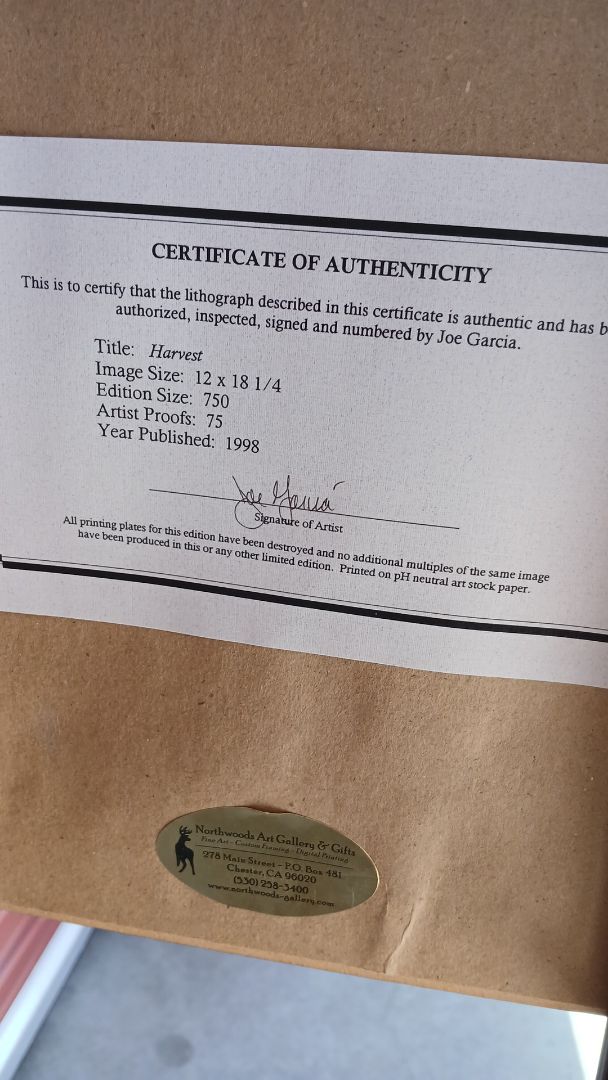 CERTIFICATE OF AUTHENTICITY
This is to certify that the lithograph described in this certificate is authentic and has b
authorized, inspected, signed and numbered by Joe Garcia.
Title: Harvest
Image Size: 12 x 18 1/4
Edition Size: 750
Artist Proofs: 75
Year Published: 1998
Joe Garcia
Signature of Artist
All printing plates for this edition have been destroyed and no additional multiples of the same image
have been produced in this or any other limited edition. Printed on pH neutral art stock paper.
Northwoods Art Gallery & Gifts
Fine Art - Custom Framing - Digital Printing
278 Main Street - P.O. Box 481
Chester, CA 96020
(530) 258-3400
www.northwoods-gallery.com